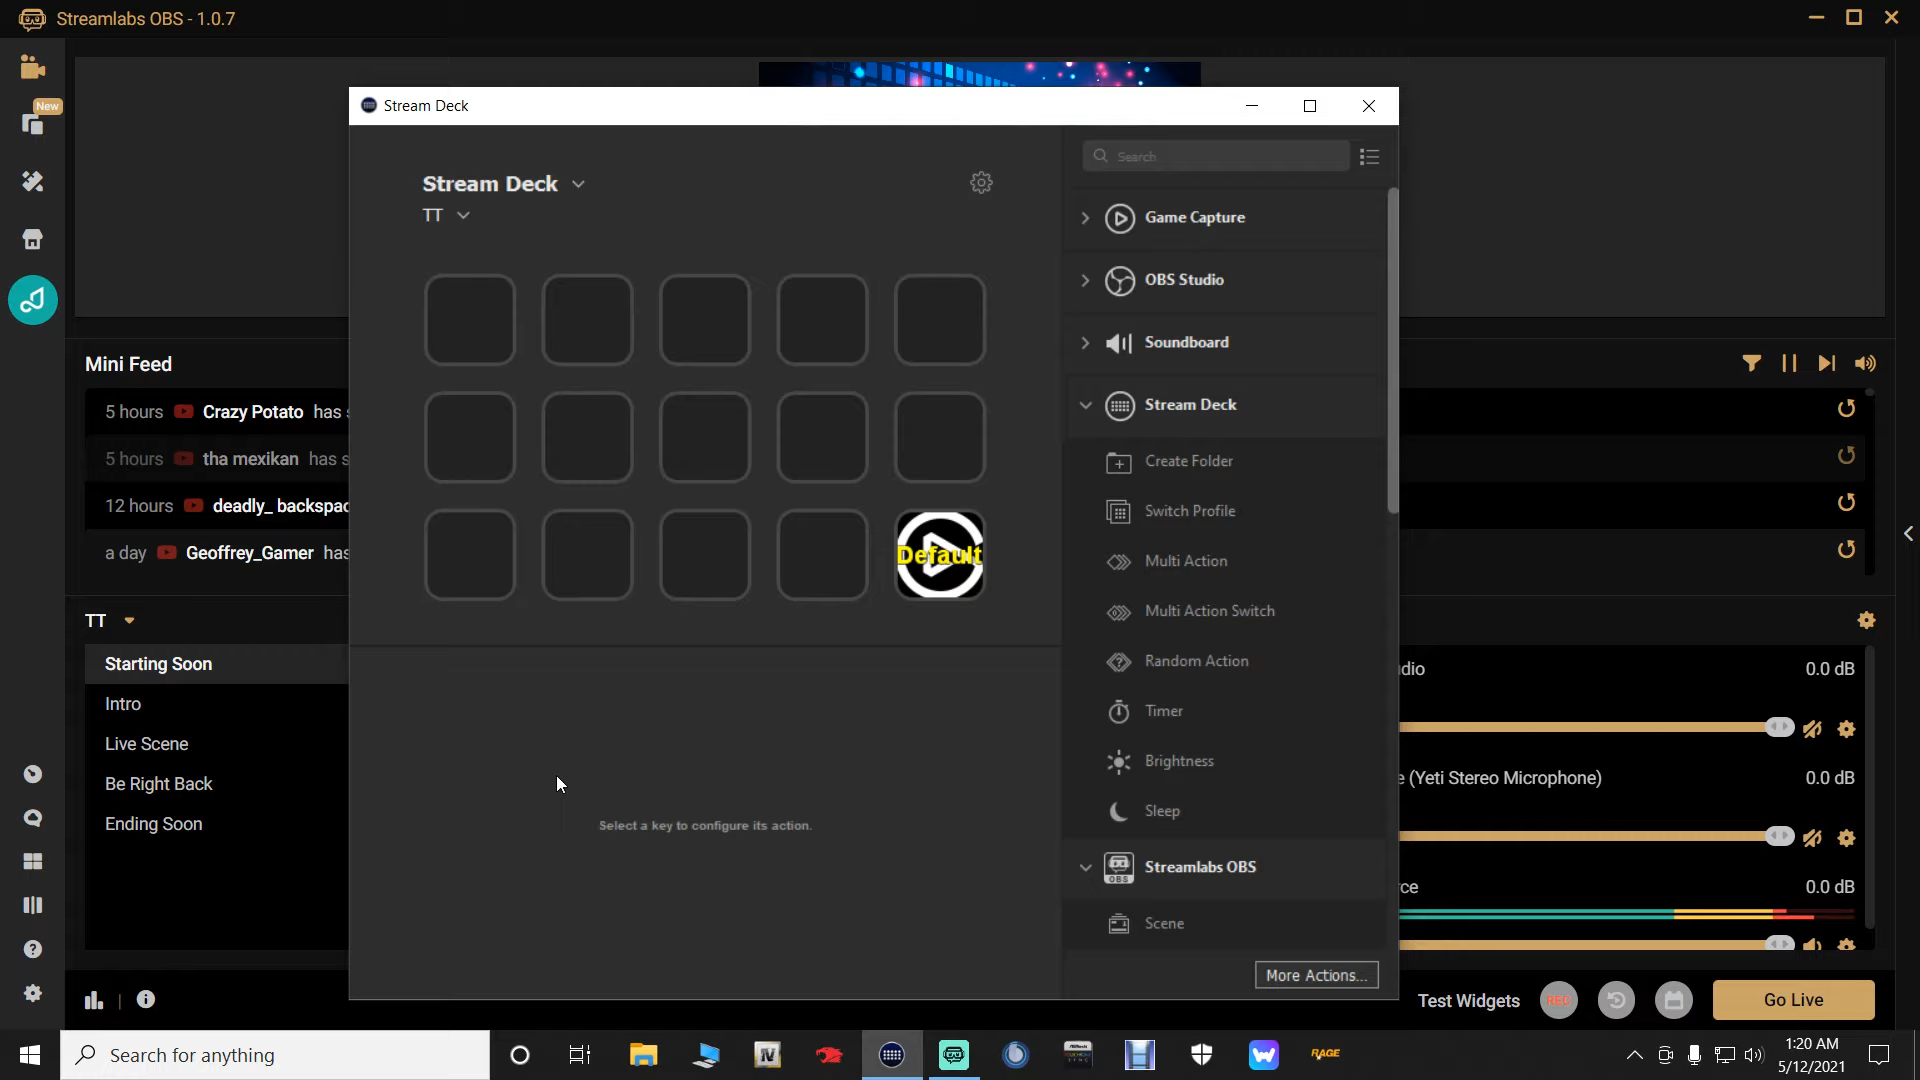 Streamlabs OBS - 1.0.7
New
Stream Deck
Stream Deck
TT
Search
Game Capture
OBS Studio
Soundboard
Stream Deck
Create Folder
Switch Profile
Multi Action
Multi Action Switch
Random Action
Timer
Brightness
Sleep
Streamlabs OBS
OBS
Scene
More Actions...
Default
Select a key to configure its action.
Mini Feed
5 hours Crazy Potato has s
5 hours tha mexikan has s
12 hours deadly_ backspac
a day Geoffrey_Gamer has
TT
Starting Soon
Intro
Live Scene
Be Right Back
Ending Soon
dio 0.0 dB
e (Yeti Stereo Microphone) 0.0 dB
rce 0.0 dB
Test Widgets
REC
Go Live
Search for anything
IV
RAGE
1:20 AM
5/12/2021